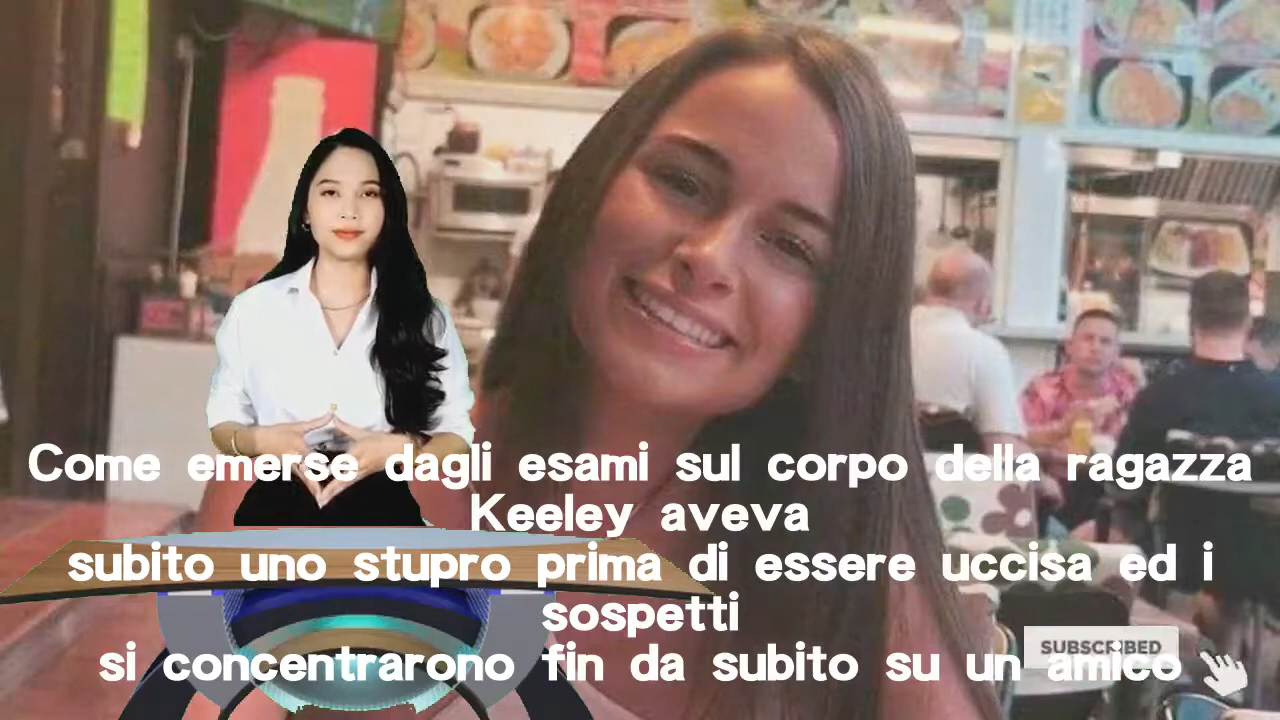 Come emerse dagli esami sul corpo della ragazza
Keeley aveva
subito uno stupro prima di essere uccisa ed i
sospetti
si concentrarono fin da subito su un amico
SUBSCRIBED